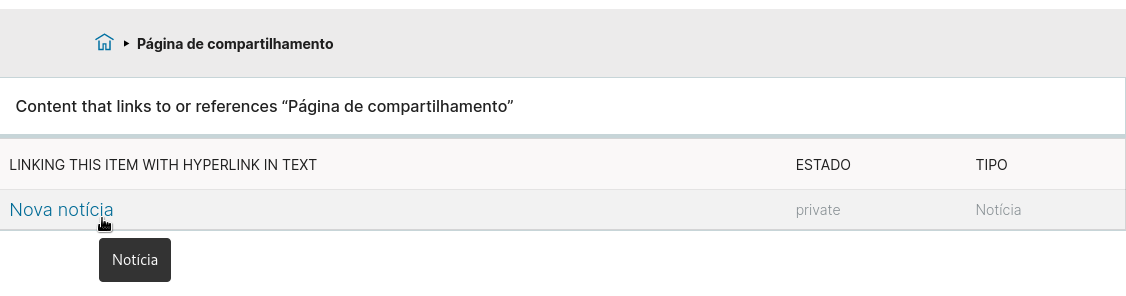 Página de compartilhamento
Content that links to or references “Página de compartilhamento”
LINKING THIS ITEM WITH HYPERLINK IN TEXT ESTADO TIPO
Nova notícia private Notícia
Notícia